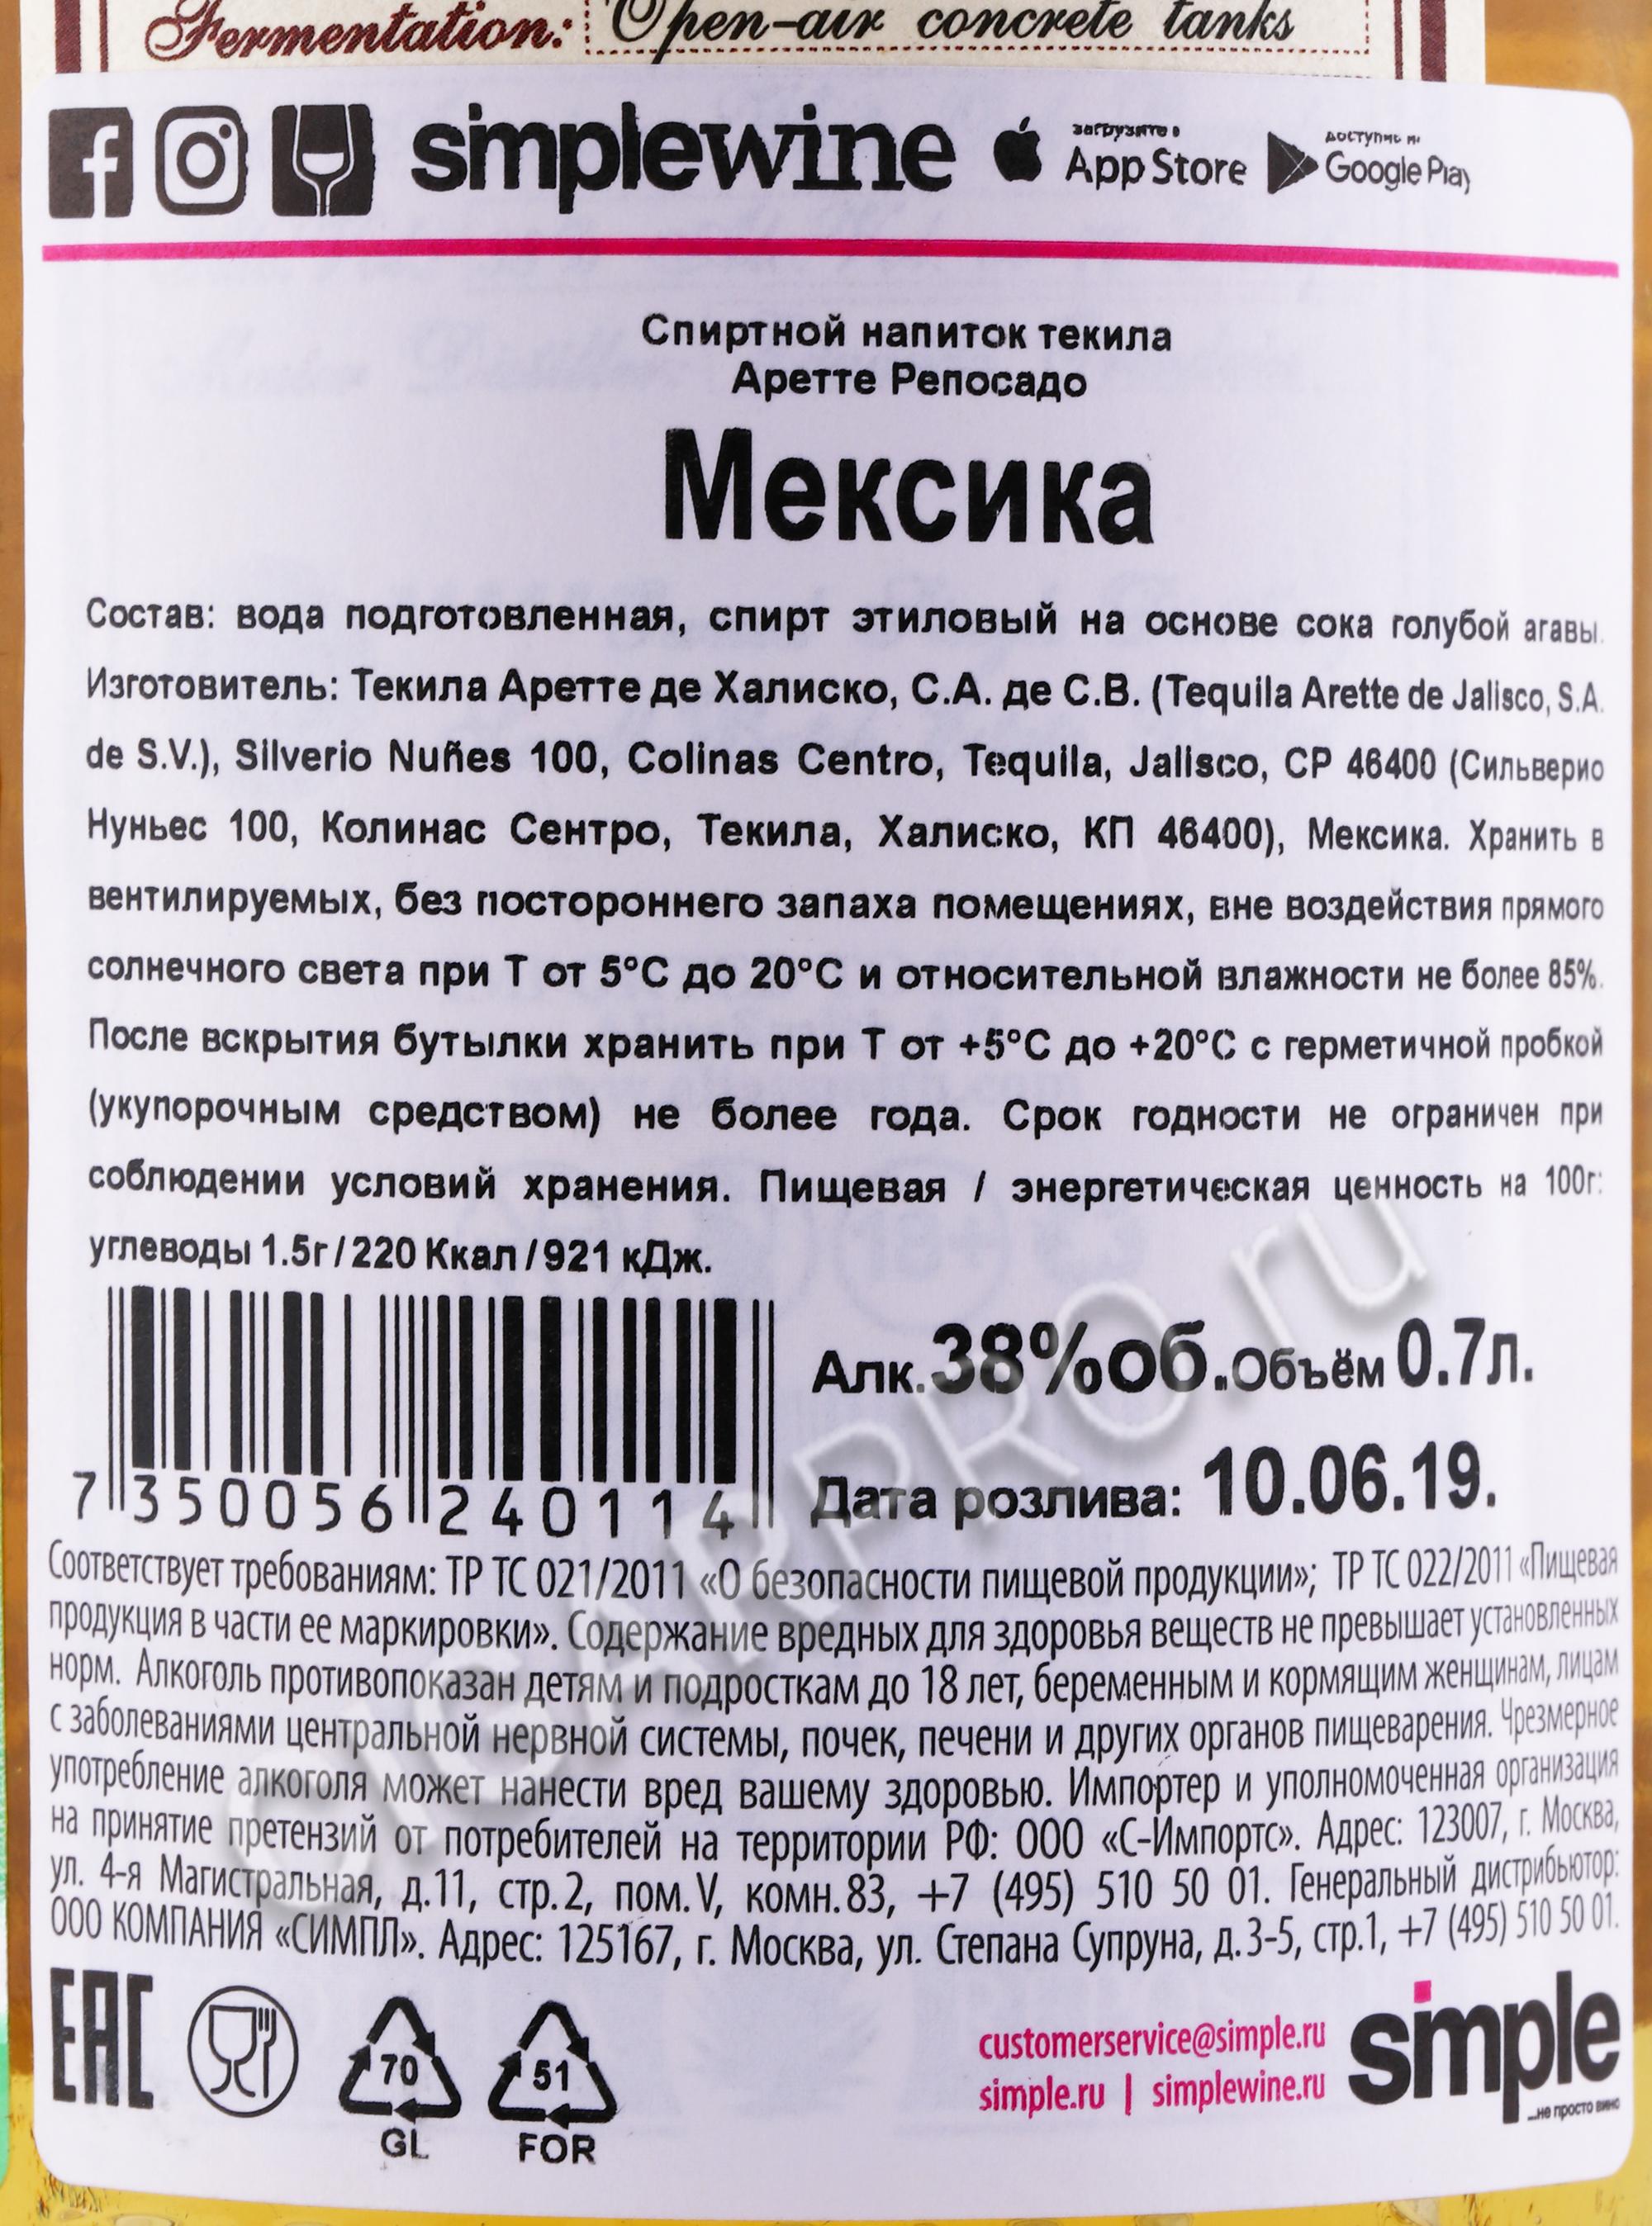 Fermentation: Open-air concrete tanks
simplewine загрузите в App Store доступно на Google Play
Спиртной напиток текила
Аретте Репосадо
Мексика
Состав: вода подготовленная, спирт этиловый на основе сока голубой агавы.
Изготовитель: Текила Аретте де Халиско, С.А. де С.В. (Tequila Arette de Jalisco, S.A.
de S.V.), Silverio Nuñes 100, Colinas Centro, Tequila, Jalisco, CP 46400 (Сильверио
Нуньес 100, Колинас Сентро, Текила, Халиско, КП 46400), Мексика. Хранить в
вентилируемых, без постороннего запаха помещениях, вне воздействия прямого
солнечного света при Т от 5°С до 20°С и относительной влажности не более 85%.
После вскрытия бутылки хранить при Т от +5°С до +20°С с герметичной пробкой
(укупорочным средством) не более года. Срок годности не ограничен при
соблюдении условий хранения. Пищевая / энергетическая ценность на 100г:
углеводы 1.5г/220 Ккал/921 кДж.
Алк.38%об.Объём 0.7л.
Дата розлива: 10.06.19.
7 350056 240114
Соответствует требованиям: ТР ТС 021/2011 «О безопасности пищевой продукции»; ТР ТС 022/2011 «Пищевая
продукция в части ее маркировки». Содержание вредных для здоровья веществ не превышает установленных
норм. Алкоголь противопоказан детям и подросткам до 18 лет, беременным и кормящим женщинам, лицам
с заболеваниями центральной нервной системы, почек, печени и других органов пищеварения. Чрезмерное
употребление алкоголя может нанести вред вашему здоровью. Импортер и уполномоченная организация
на принятие претензий от потребителей на территории РФ: ООО «С-Импортс». Адрес: 123007, г. Москва,
ул. 4-я Магистральная, д.11, стр.2, пом.V, комн.83, +7 (495) 510 50 01. Генеральный дистрибьютор:
ООО КОМПАНИЯ «СИМПЛ». Адрес: 125167, г. Москва, ул. Степана Супруна, д.3-5, стр.1, +7 (495) 510 50 01.
EAC
70
GL
51
FOR
customerservice@simple.ru
simple.ru | simplewine.ru
simple
...не просто вино
CIGARPRO.ru